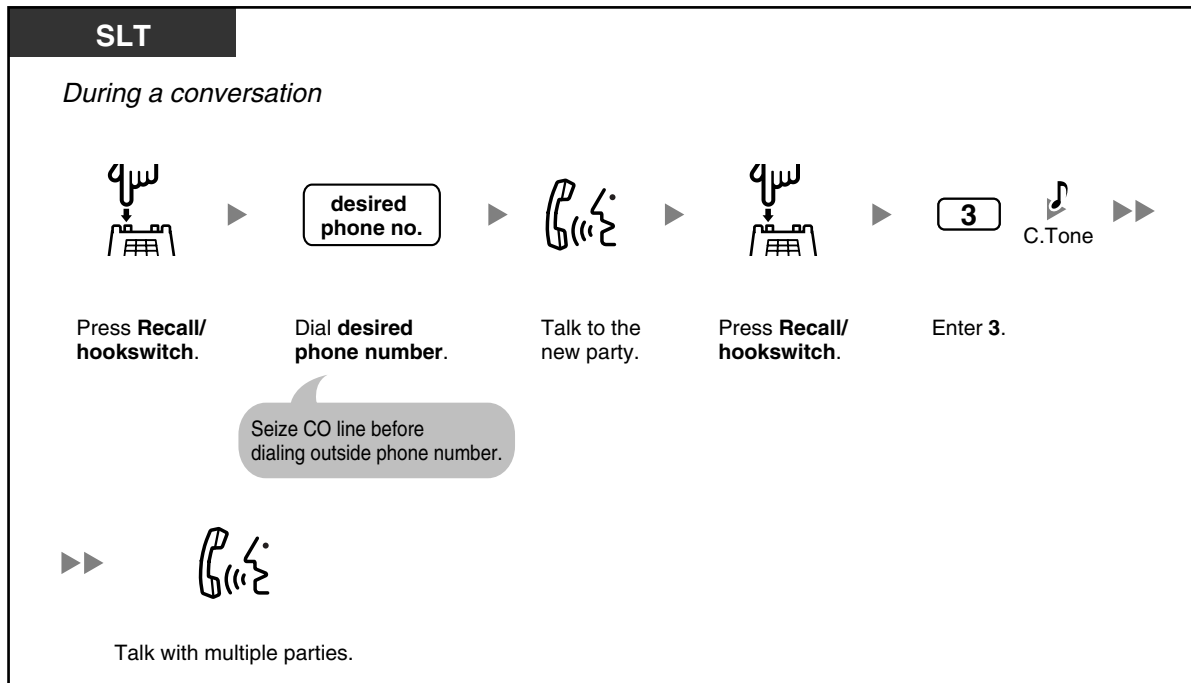 SLT
During a conversation
desired
phone no.
3
C.Tone
Press Recall/
hookswitch.
Dial desired
phone number.
Talk to the
new party.
Press Recall/
hookswitch.
Enter 3.
Seize CO line before
dialing outside phone number.
Talk with multiple parties.